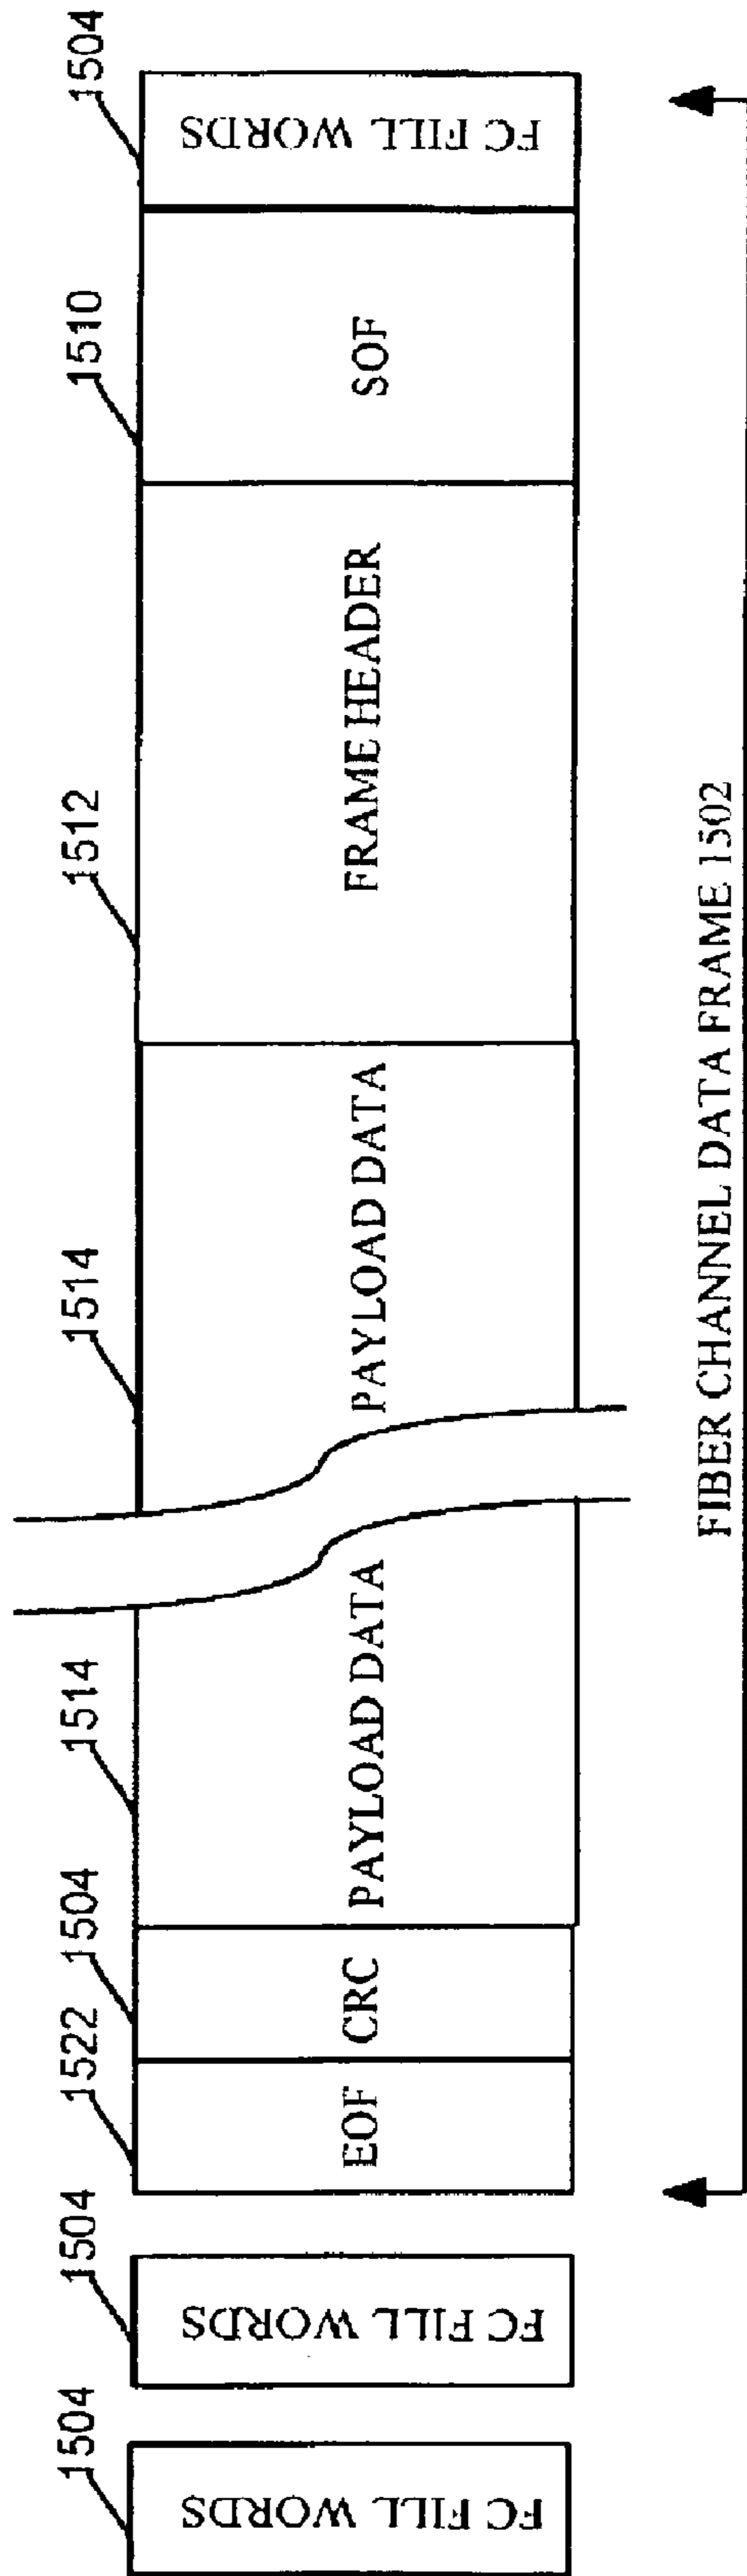 1504
1504
1522
1504
1514
1514
1512
1510
1504
FC FILL WORDS
FC FILL WORDS
EOF
CRC
PAYLOAD DATA
PAYLOAD DATA
FRAME HEADER
SOF
FC FILL WORDS
FIBER CHANNEL DATA FRAME 1502